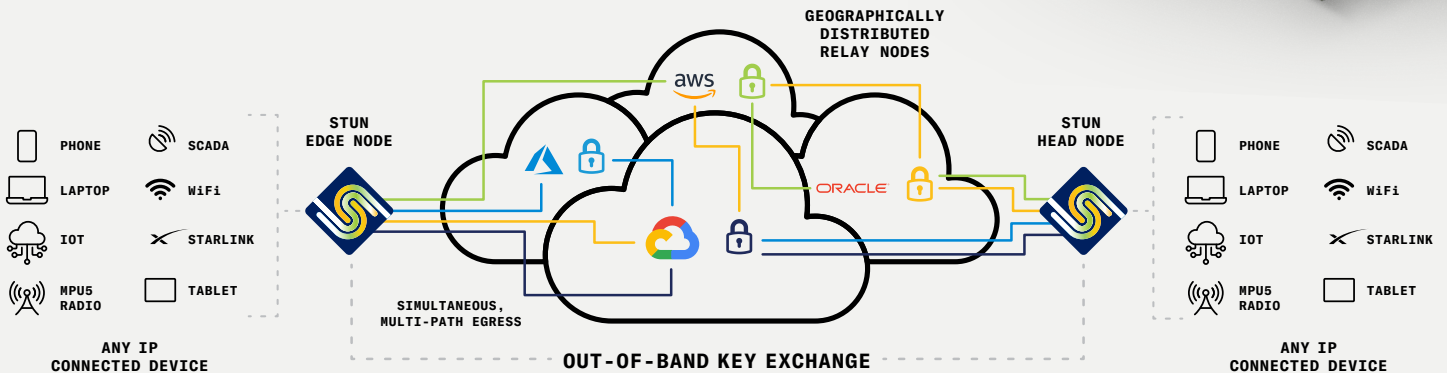 GEOGRAPHICALLY
DISTRIBUTED
RELAY NODES
aws
STUN
EDGE NODE
STUN
HEAD NODE
PHONE
SCADA
LAPTOP
WiFi
IOT
STARLINK
MPU5
RADIO
TABLET
ORACLE
PHONE
SCADA
LAPTOP
WiFi
IOT
STARLINK
MPU5
RADIO
TABLET
SIMULTANEOUS,
MULTI-PATH EGRESS
ANY IP
CONNECTED DEVICE
OUT-OF-BAND KEY EXCHANGE
ANY IP
CONNECTED DEVICE